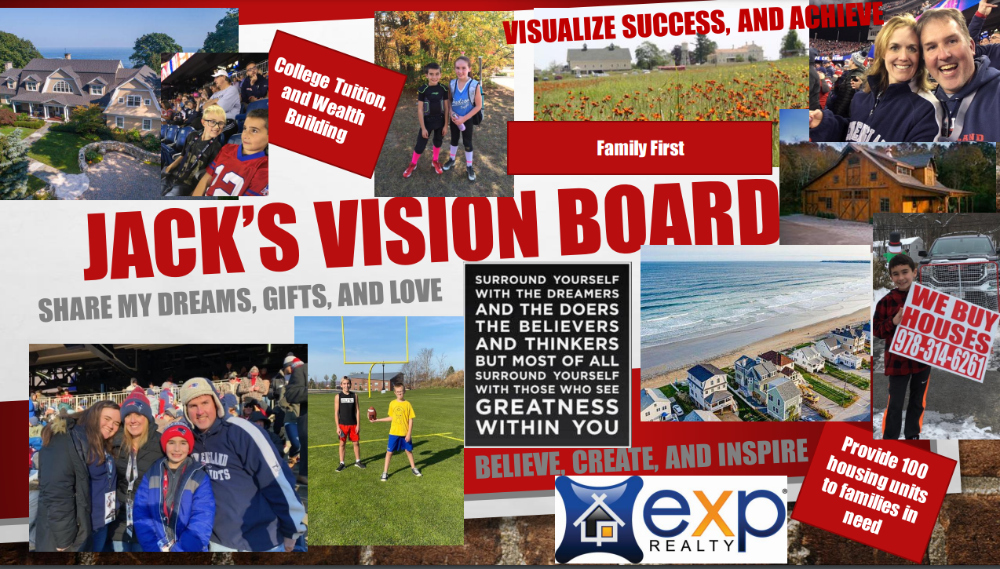 VISUALIZE SUCCESS, AND ACHIEVE
College Tuition,
and Wealth
Building
Family First
12
JACK'S VISION BOARD
SHARE MY DREAMS, GIFTS, AND LOVE
SURROUND YOURSELF
WITH THE DREAMERS
AND THE DOERS
THE BELIEVERS
AND THINKERS
BUT MOST OF ALL
SURROUND YOURSELF
WITH THOSE WHO SEE
GREATNESS
WITHIN YOU
WE BUY
HOUSES
978-314-6261
BELIEVE, CREATE, AND INSPIRE
Provide 100
housing units
to families in
need
exp
REALTY